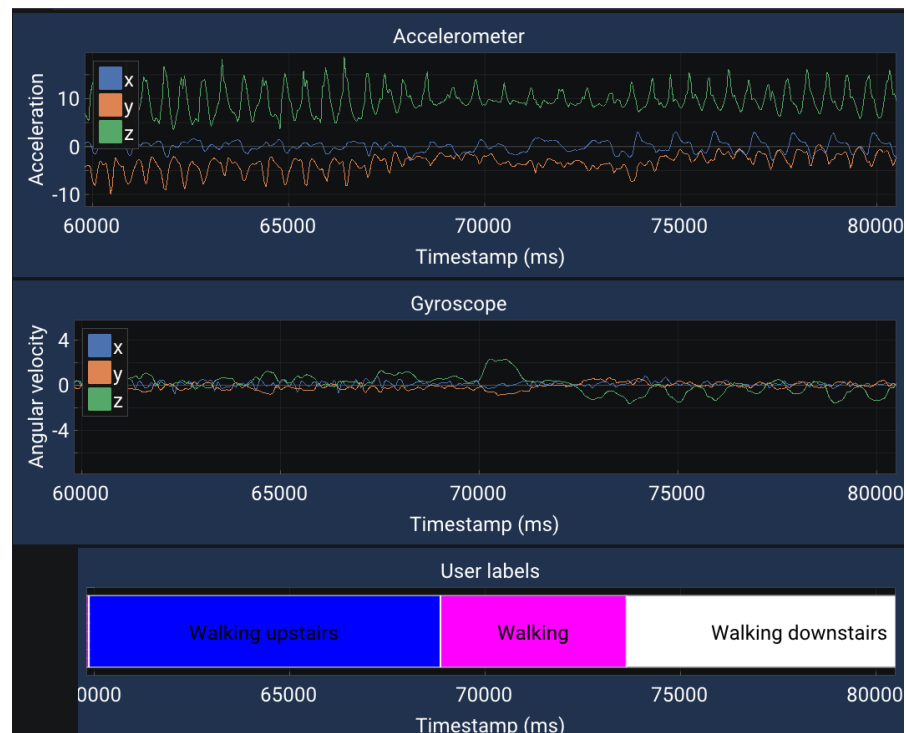 Accelerometer
Acceleration
10
0
-10
x
y
z
60000 65000 70000 75000 80000
Timestamp (ms)
Gyroscope
Angular velocity
4
0
-4
x
y
z
60000 65000 70000 75000 80000
Timestamp (ms)
User labels
Walking upstairs Walking Walking downstairs
0000 65000 70000 75000 80000
Timestamp (ms)